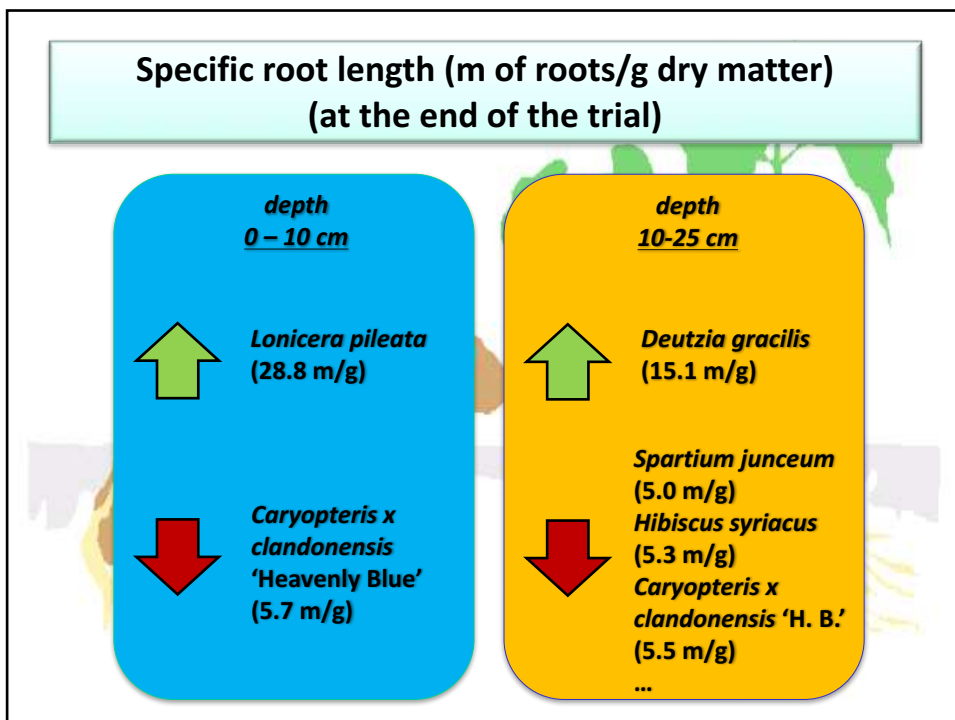 Specific root length (m of roots/g dry matter)
(at the end of the trial)
depth
0 – 10 cm
Lonicera pileata
(28.8 m/g)
Caryopteris x
clandonensis
‘Heavenly Blue’
(5.7 m/g)
depth
10-25 cm
Deutzia gracilis
(15.1 m/g)
Spartium junceum
(5.0 m/g)
Hibiscus syriacus
(5.3 m/g)
Caryopteris x
clandonensis ‘H. B.’
(5.5 m/g)
...